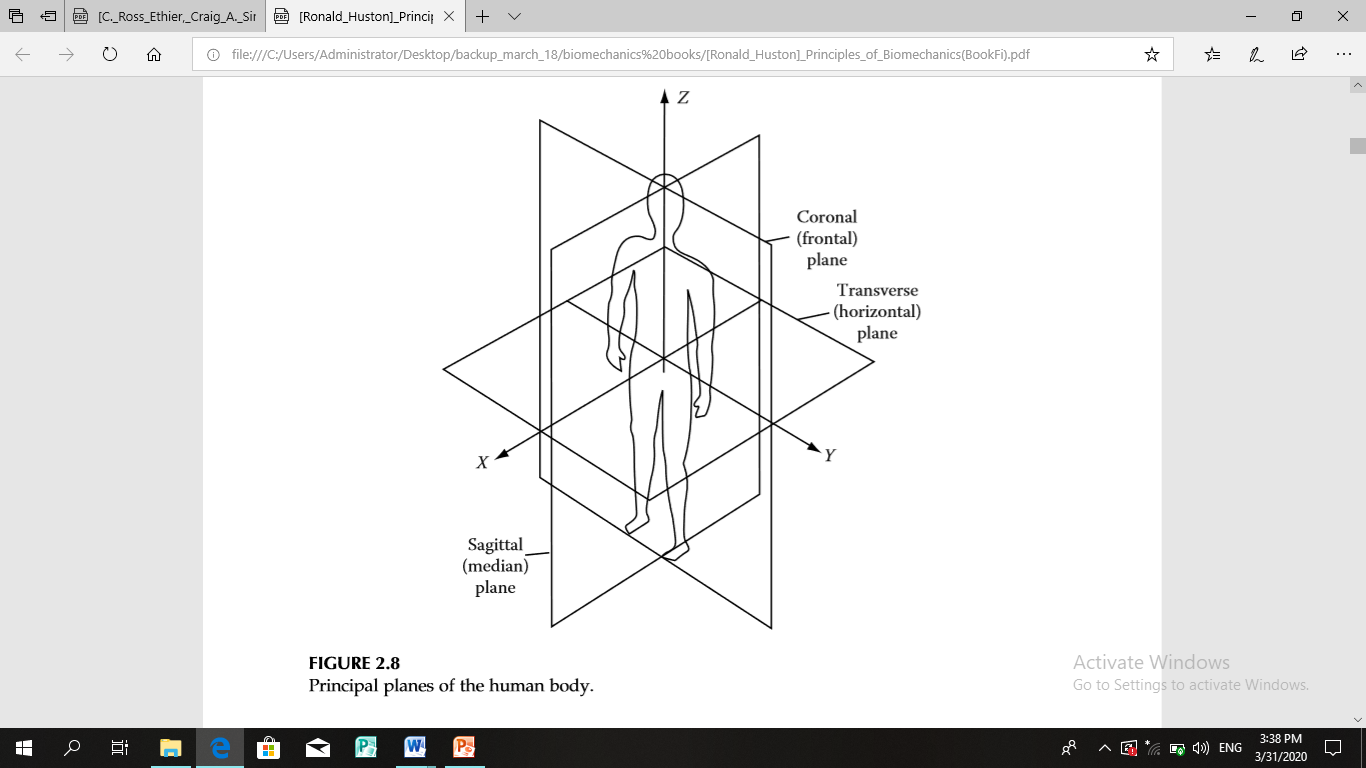 [C._Ross_Ethier,_Craig_A._Sir
[Ronald_Huston]_Princip
file:///C:/Users/Administrator/Desktop/backup_march_18/biomechanics%20books/[Ronald_Huston]_Principles_of_Biomechanics(BookFi).pdf
Z
Coronal
(frontal)
plane
Transverse
(horizontal)
plane
X
Y
Sagittal
(median)
plane
FIGURE 2.8
Principal planes of the human body.
Activate Windows
Go to Settings to activate Windows.
ENG
3:38 PM
3/31/2020